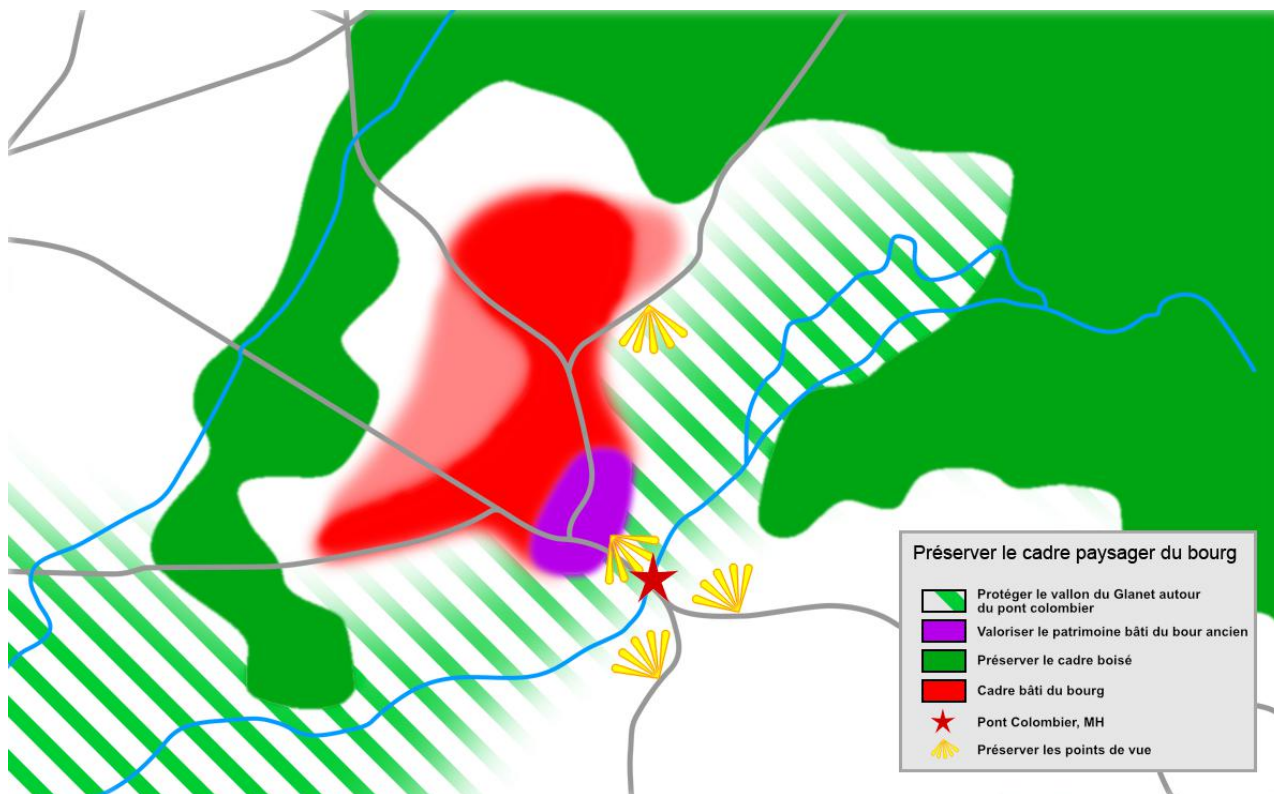 Préserver le cadre paysager du bourg
Protéger le vallon du Glanet autour
du pont colombier
Valoriser le patrimoine bâti du bour ancien
Préserver le cadre boisé
Cadre bâti du bourg
Pont Colombier, MH
Préserver les points de vue